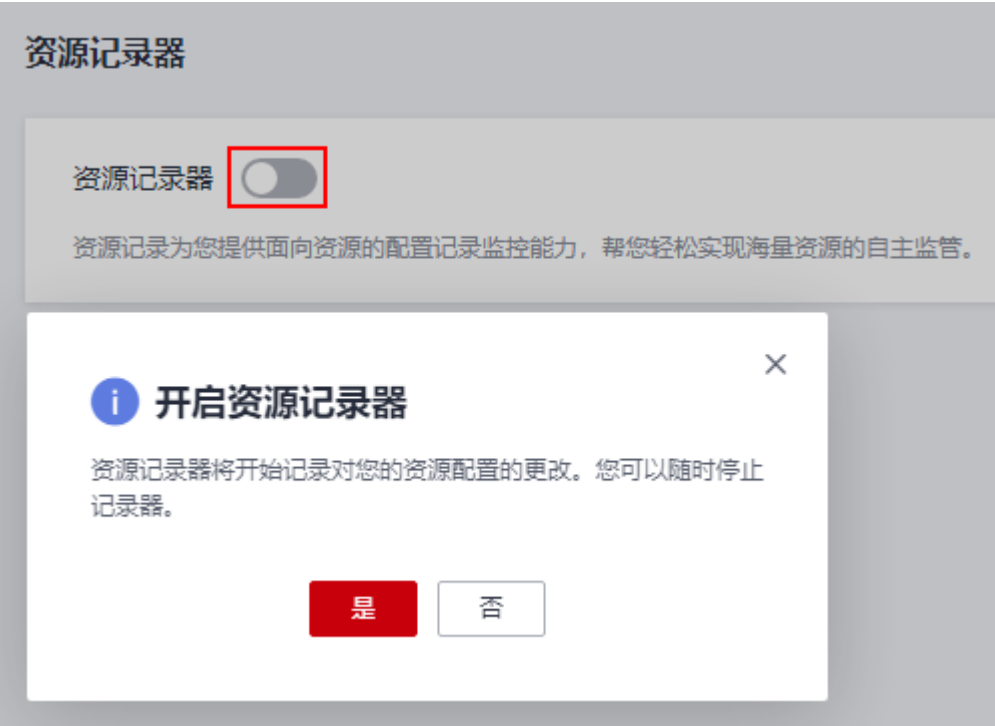 资源记录器
资源记录器
资源记录为您提供面向资源的配置记录监控能力，帮您轻松实现海量资源的自主监管。
i 开启资源记录器
资源记录器将开始记录对您的资源配置的更改。您可以随时停止
记录器。
是 否